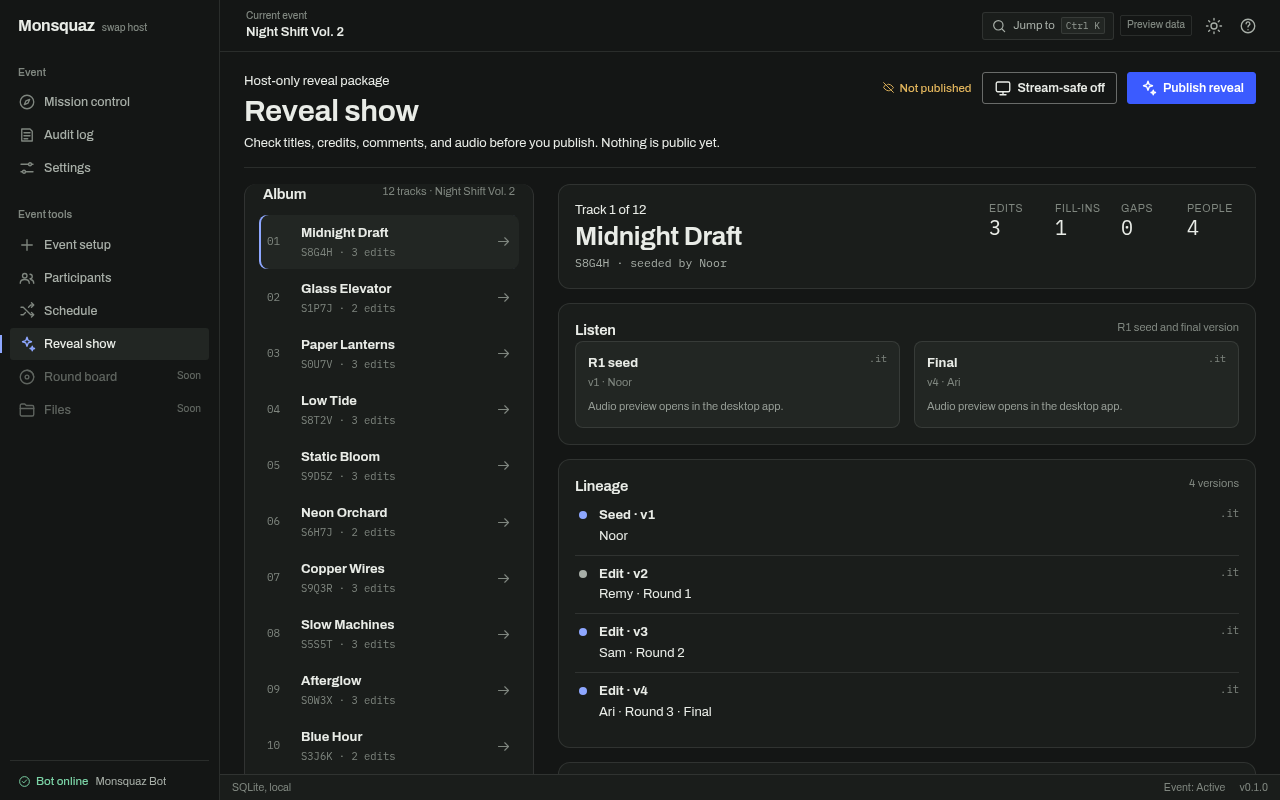 Monsquaz swap host
Event
Mission control
Audit log
Settings
Event tools
Event setup
Participants
Schedule
Reveal show
Round board Soon
Files Soon
Bot online Monsquaz Bot
Current event
Night Shift Vol. 2
Jump to Ctrl K
Preview data
Host-only reveal package
Reveal show
Check titles, credits, comments, and audio before you publish. Nothing is public yet.
Not published
Stream-safe off
Publish reveal
Album 12 tracks · Night Shift Vol. 2
01 Midnight Draft
S8G4H · 3 edits
02 Glass Elevator
S1P7J · 2 edits
03 Paper Lanterns
S0U7V · 3 edits
04 Low Tide
S8T2V · 3 edits
05 Static Bloom
S9D5Z · 3 edits
06 Neon Orchard
S6H7J · 2 edits
07 Copper Wires
S9Q3R · 3 edits
08 Slow Machines
S5S5T · 3 edits
09 Afterglow
S0W3X · 3 edits
10 Blue Hour
S3J6K · 2 edits
Track 1 of 12
Midnight Draft
S8G4H · seeded by Noor
EDITS FILL-INS GAPS PEOPLE
3 1 0 4
Listen R1 seed and final version
R1 seed .it
v1 · Noor
Audio preview opens in the desktop app.
Final .it
v4 · Ari
Audio preview opens in the desktop app.
Lineage 4 versions
Seed · v1 .it
Noor
Edit · v2 .it
Remy · Round 1
Edit · v3 .it
Sam · Round 2
Edit · v4 .it
Ari · Round 3 · Final
SQLite, local
Event: Active v0.1.0